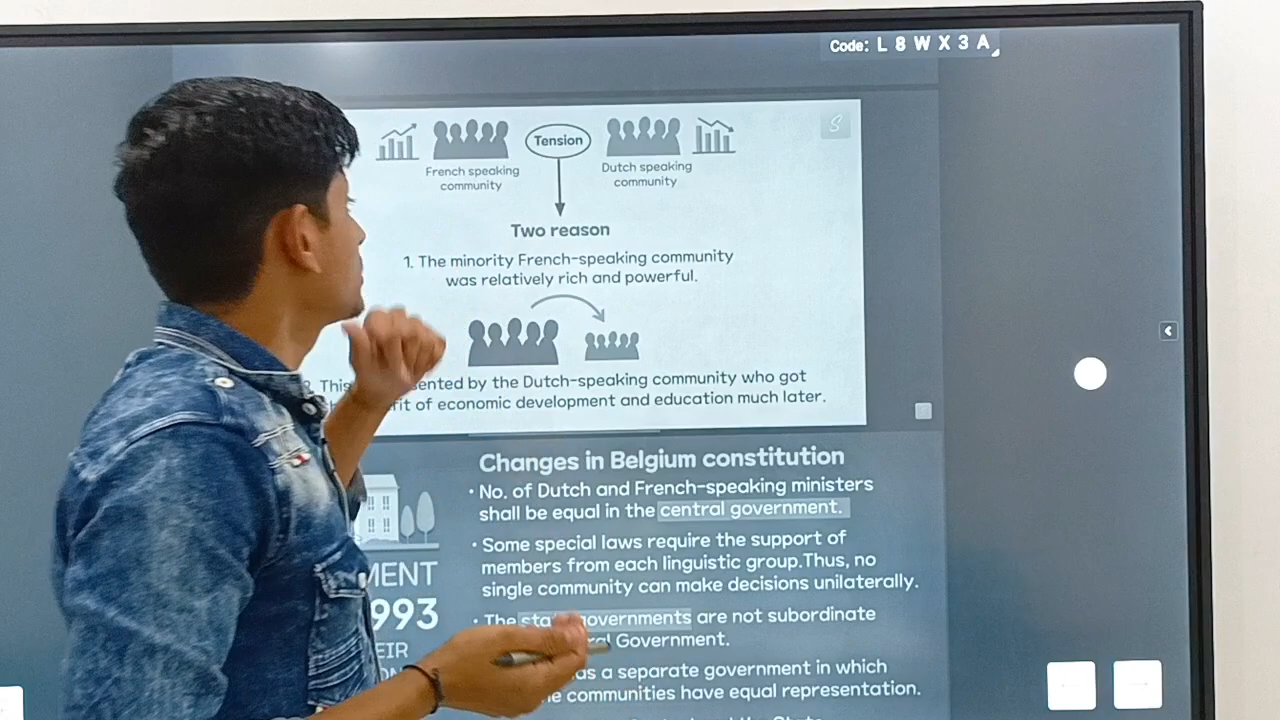 Code: L 8 W X 3 A
Tension
French speaking
community
Dutch speaking
community
Two reason
1. The minority French-speaking community
was relatively rich and powerful.
This ented by the Dutch-speaking community who got
fit of economic development and education much later.
Changes in Belgium constitution
• No. of Dutch and French-speaking ministers
shall be equal in the central government.
• Some special laws require the support of
members from each linguistic group.Thus, no
single community can make decisions unilaterally.
MENT
993
EIR
• The governments are not subordinate
ral Government.
as a separate government in which
communities have equal representation.